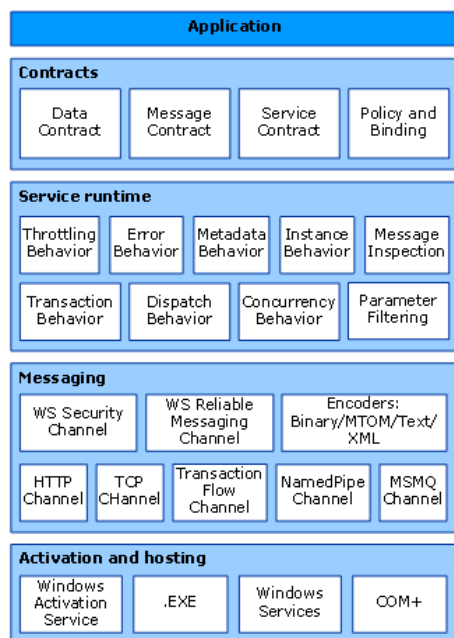 Application
Contracts
Data
Contract
Message
Contract
Service
Contract
Policy and
Binding
Service runtime
Throttling
Behavior
Error
Behavior
Metadata
Behavior
Instance
Behavior
Message
Inspection
Transaction
Behavior
Dispatch
Behavior
Concurrency
Behavior
Parameter
Filtering
Messaging
WS Security
Channel
WS Reliable
Messaging
Channel
Encoders:
Binary/MTOM/Text/
XML
HTTP
Channel
TCP
CHannel
Transaction
Flow
Channel
NamedPipe
Channel
MSMQ
Channel
Activation and hosting
Windows
Activation
Service
.EXE
Windows
Services
COM+